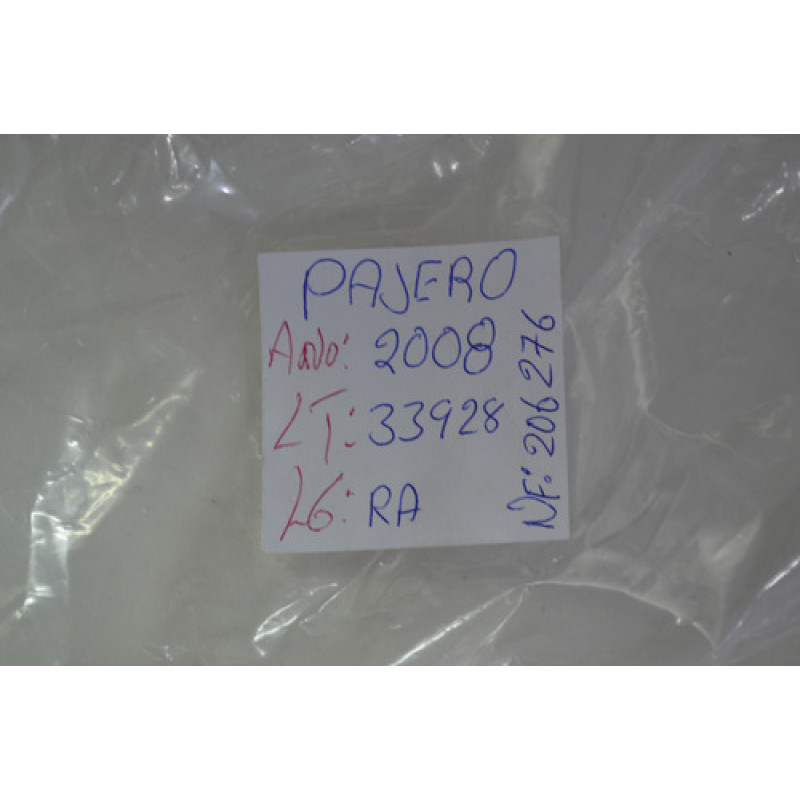 PAJERO
Ano: 2008
LT: 33928
LG: RA
NF: 206276